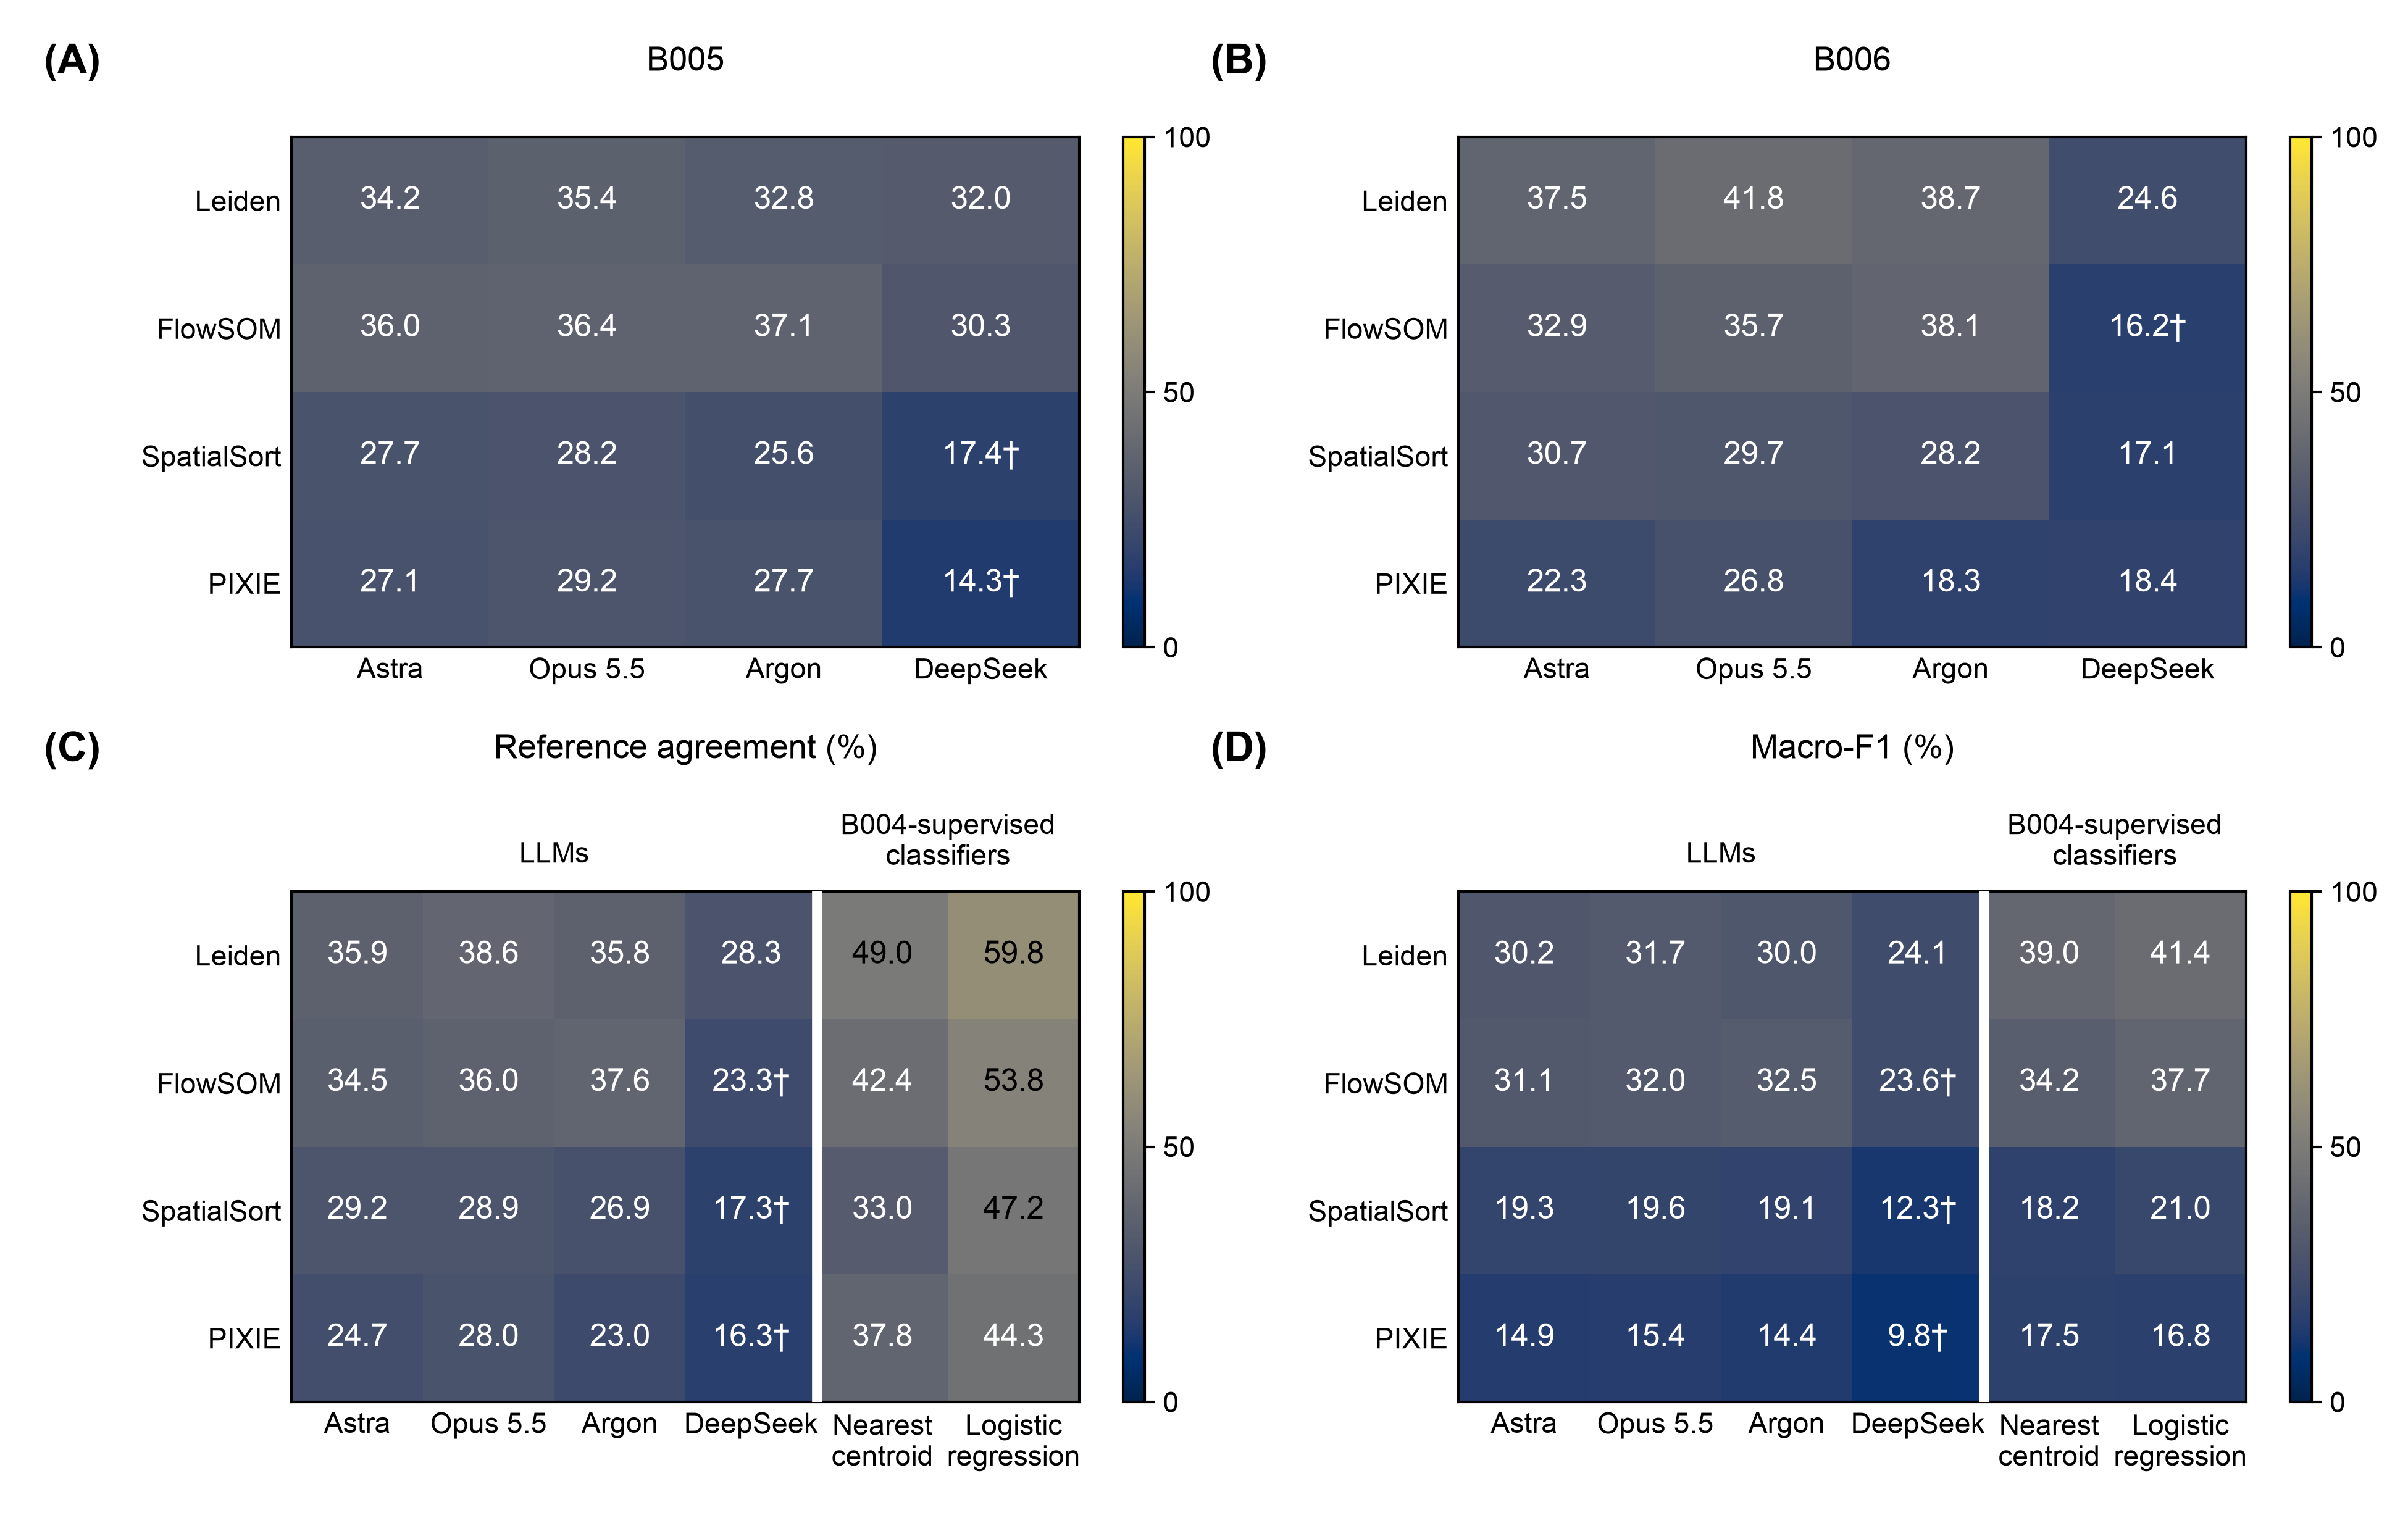 (A) B005
100
Leiden 34.2 35.4 32.8 32.0
FlowSOM 36.0 36.4 37.1 30.3
50
SpatialSort 27.7 28.2 25.6 17.4†
PIXIE 27.1 29.2 27.7 14.3†
0
Astra Opus 5.5 Argon DeepSeek
(B) B006
100
Leiden 37.5 41.8 38.7 24.6
FlowSOM 32.9 35.7 38.1 16.2†
50
SpatialSort 30.7 29.7 28.2 17.1
PIXIE 22.3 26.8 18.3 18.4
0
Astra Opus 5.5 Argon DeepSeek
(C) Reference agreement (%)
LLMs
B004-supervised
classifiers
100
Leiden 35.9 38.6 35.8 28.3 49.0 59.8
FlowSOM 34.5 36.0 37.6 23.3† 42.4 53.8
50
SpatialSort 29.2 28.9 26.9 17.3† 33.0 47.2
PIXIE 24.7 28.0 23.0 16.3† 37.8 44.3
0
Astra Opus 5.5 Argon DeepSeek Nearest Logistic
centroid regression
(D) Macro-F1 (%)
LLMs
B004-supervised
classifiers
100
Leiden 30.2 31.7 30.0 24.1 39.0 41.4
FlowSOM 31.1 32.0 32.5 23.6† 34.2 37.7
50
SpatialSort 19.3 19.6 19.1 12.3† 18.2 21.0
PIXIE 14.9 15.4 14.4 9.8† 17.5 16.8
0
Astra Opus 5.5 Argon DeepSeek Nearest Logistic
centroid regression